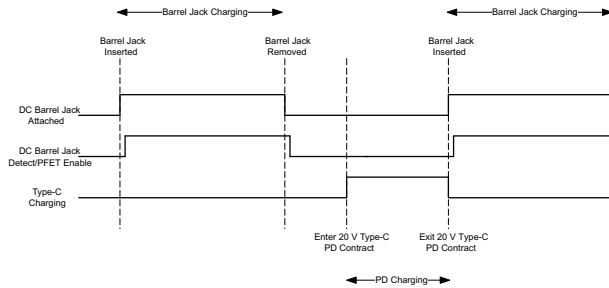 Barrel Jack Charging
Barrel Jack Charging
Barrel Jack
Inserted
Barrel Jack
Removed
Barrel Jack
Inserted
DC Barrel Jack
Attached
DC Barrel Jack
Detect/PFET Enable
Type-C
Charging
Enter 20 V Type-C
PD Contract
Exit 20 V Type-C
PD Contract
PD Charging